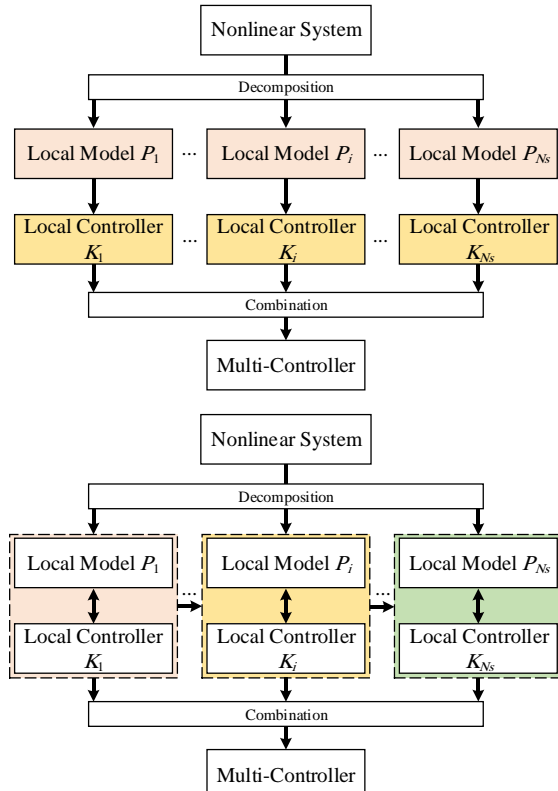 Nonlinear System
Decomposition
Local Model P1 ... Local Model Pi ... Local Model PNs
Local Controller ... Local Controller ... Local Controller
K1 Ki KNs
Combination
Multi-Controller
Nonlinear System
Decomposition
Local Model P1 Local Model Pi Local Model PNs
... ...
Local Controller Local Controller Local Controller
K1 Ki KNs
Combination
Multi-Controller